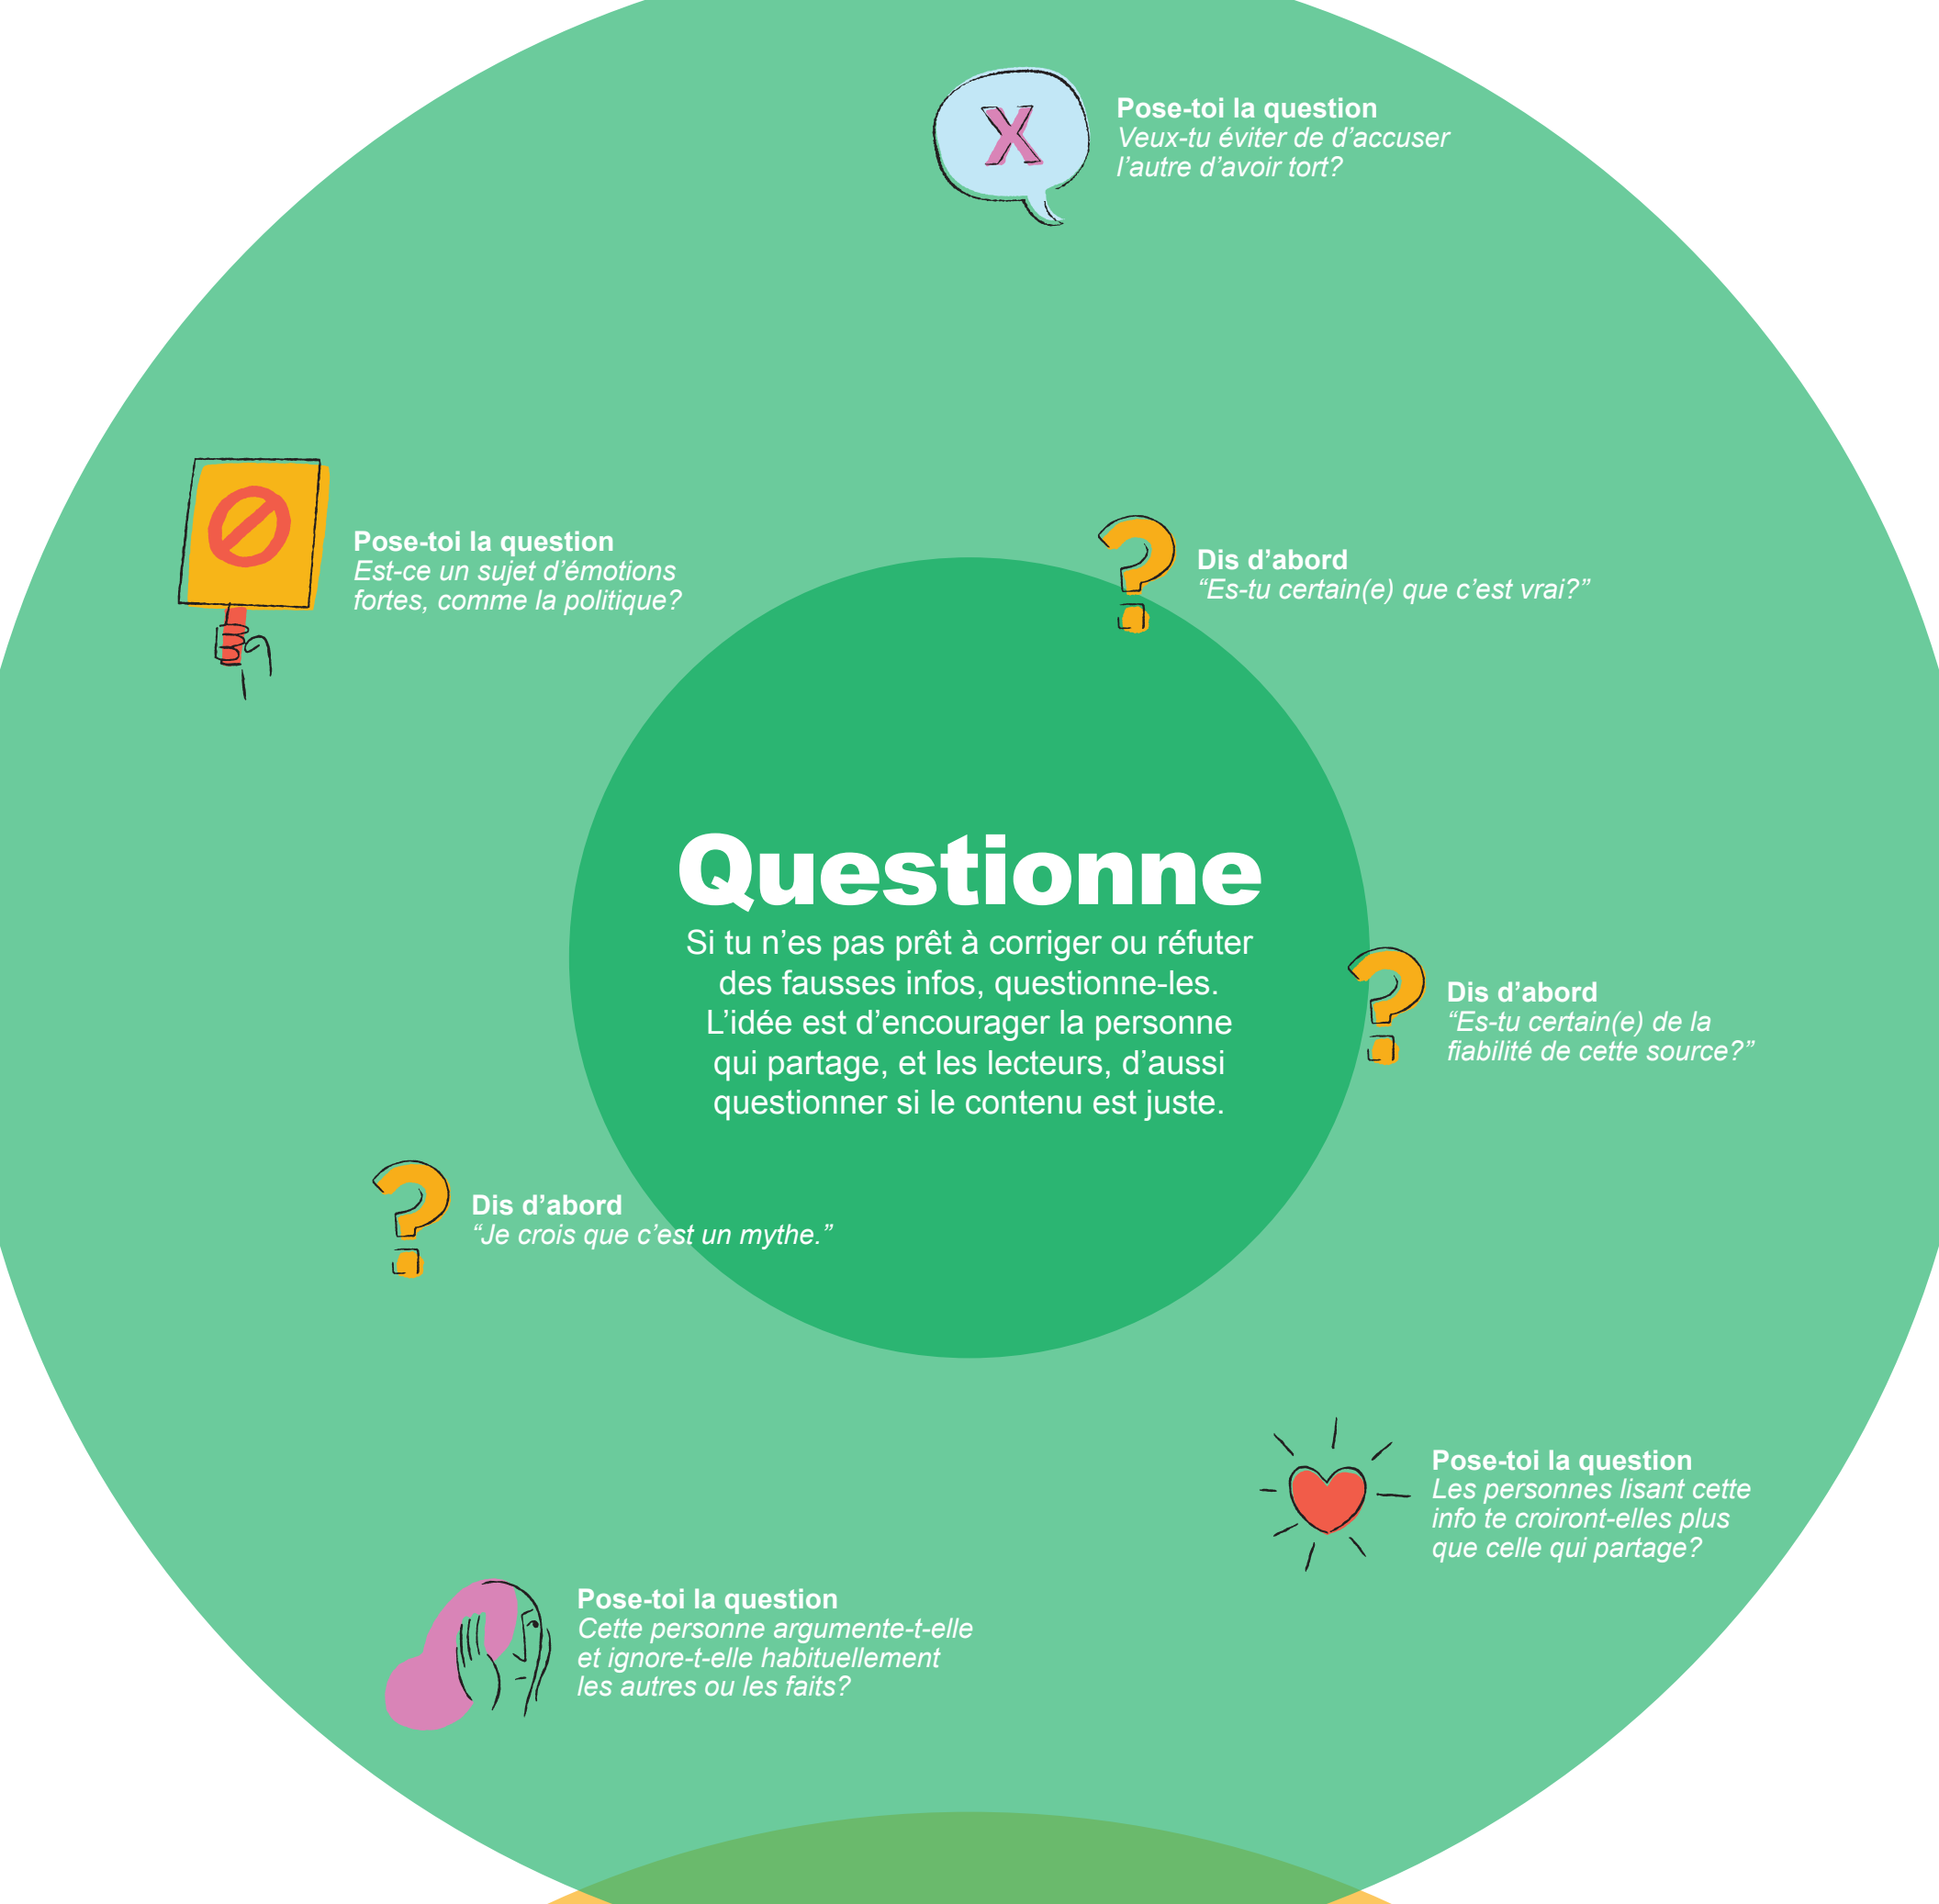 X
Pose-toi la question
Veux-tu éviter de d’accuser
l’autre d’avoir tort?
Pose-toi la question
Est-ce un sujet d’émotions
fortes, comme la politique?
?
Dis d’abord
“Es-tu certain(e) que c’est vrai?”
Questionne
Si tu n’es pas prêt à corriger ou réfuter
des fausses infos, questionne-les.
L’idée est d’encourager la personne
qui partage, et les lecteurs, d’aussi
questionner si le contenu est juste.
?
Dis d’abord
“Es-tu certain(e) de la
fiabilité de cette source?”
?
Dis d’abord
“Je crois que c’est un mythe.”
Pose-toi la question
Les personnes lisant cette
info te croiront-elles plus
que celle qui partage?
Pose-toi la question
Cette personne argumente-t-elle
et ignore-t-elle habituellement
les autres ou les faits?